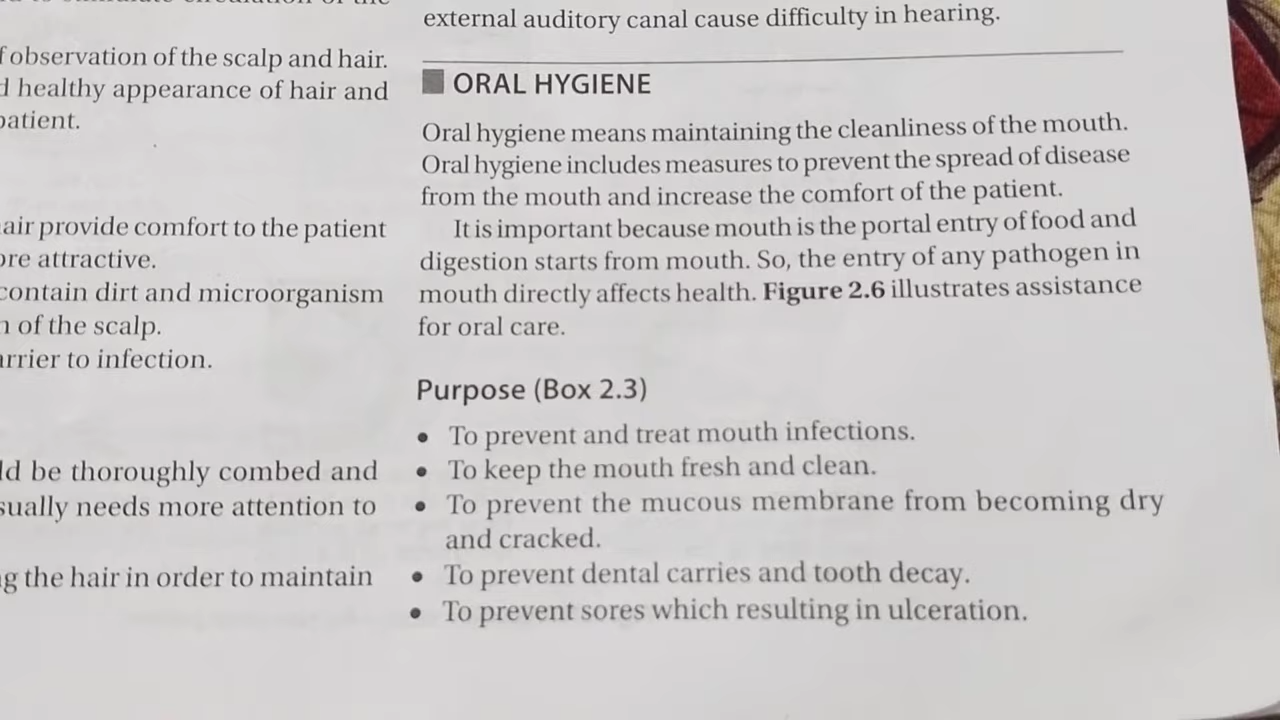 f observation of the scalp and hair.
d healthy appearance of hair and
patient.
air provide comfort to the patient
ore attractive.
contain dirt and microorganism
n of the scalp.
arrier to infection.
ld be thoroughly combed and
sually needs more attention to
g the hair in order to maintain
external auditory canal cause difficulty in hearing.
ORAL HYGIENE
Oral hygiene means maintaining the cleanliness of the mouth.
Oral hygiene includes measures to prevent the spread of disease
from the mouth and increase the comfort of the patient.
It is important because mouth is the portal entry of food and
digestion starts from mouth. So, the entry of any pathogen in
mouth directly affects health. Figure 2.6 illustrates assistance
for oral care.
Purpose (Box 2.3)
• To prevent and treat mouth infections.
• To keep the mouth fresh and clean.
• To prevent the mucous membrane from becoming dry
and cracked.
• To prevent dental carries and tooth decay.
• To prevent sores which resulting in ulceration.